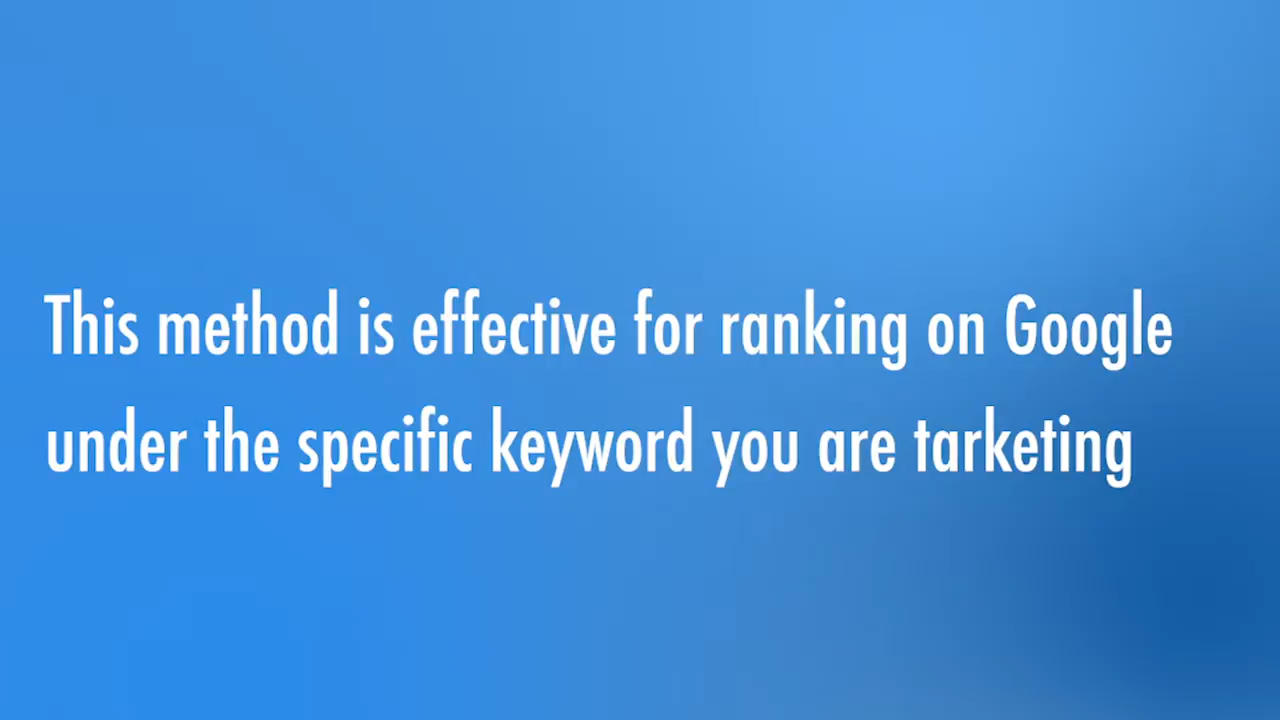 This method is effective for ranking on Google
under the specific keyword you are tarketing